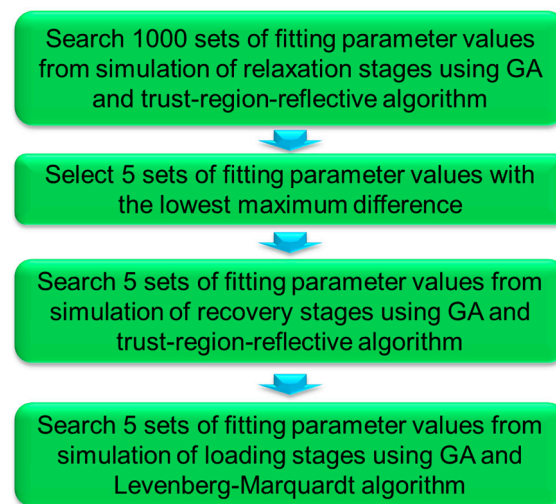 Search 1000 sets of fitting parameter values
from simulation of relaxation stages using GA
and trust-region-reflective algorithm
Select 5 sets of fitting parameter values with
the lowest maximum difference
Search 5 sets of fitting parameter values from
simulation of recovery stages using GA and
trust-region-reflective algorithm
Search 5 sets of fitting parameter values from
simulation of loading stages using GA and
Levenberg-Marquardt algorithm